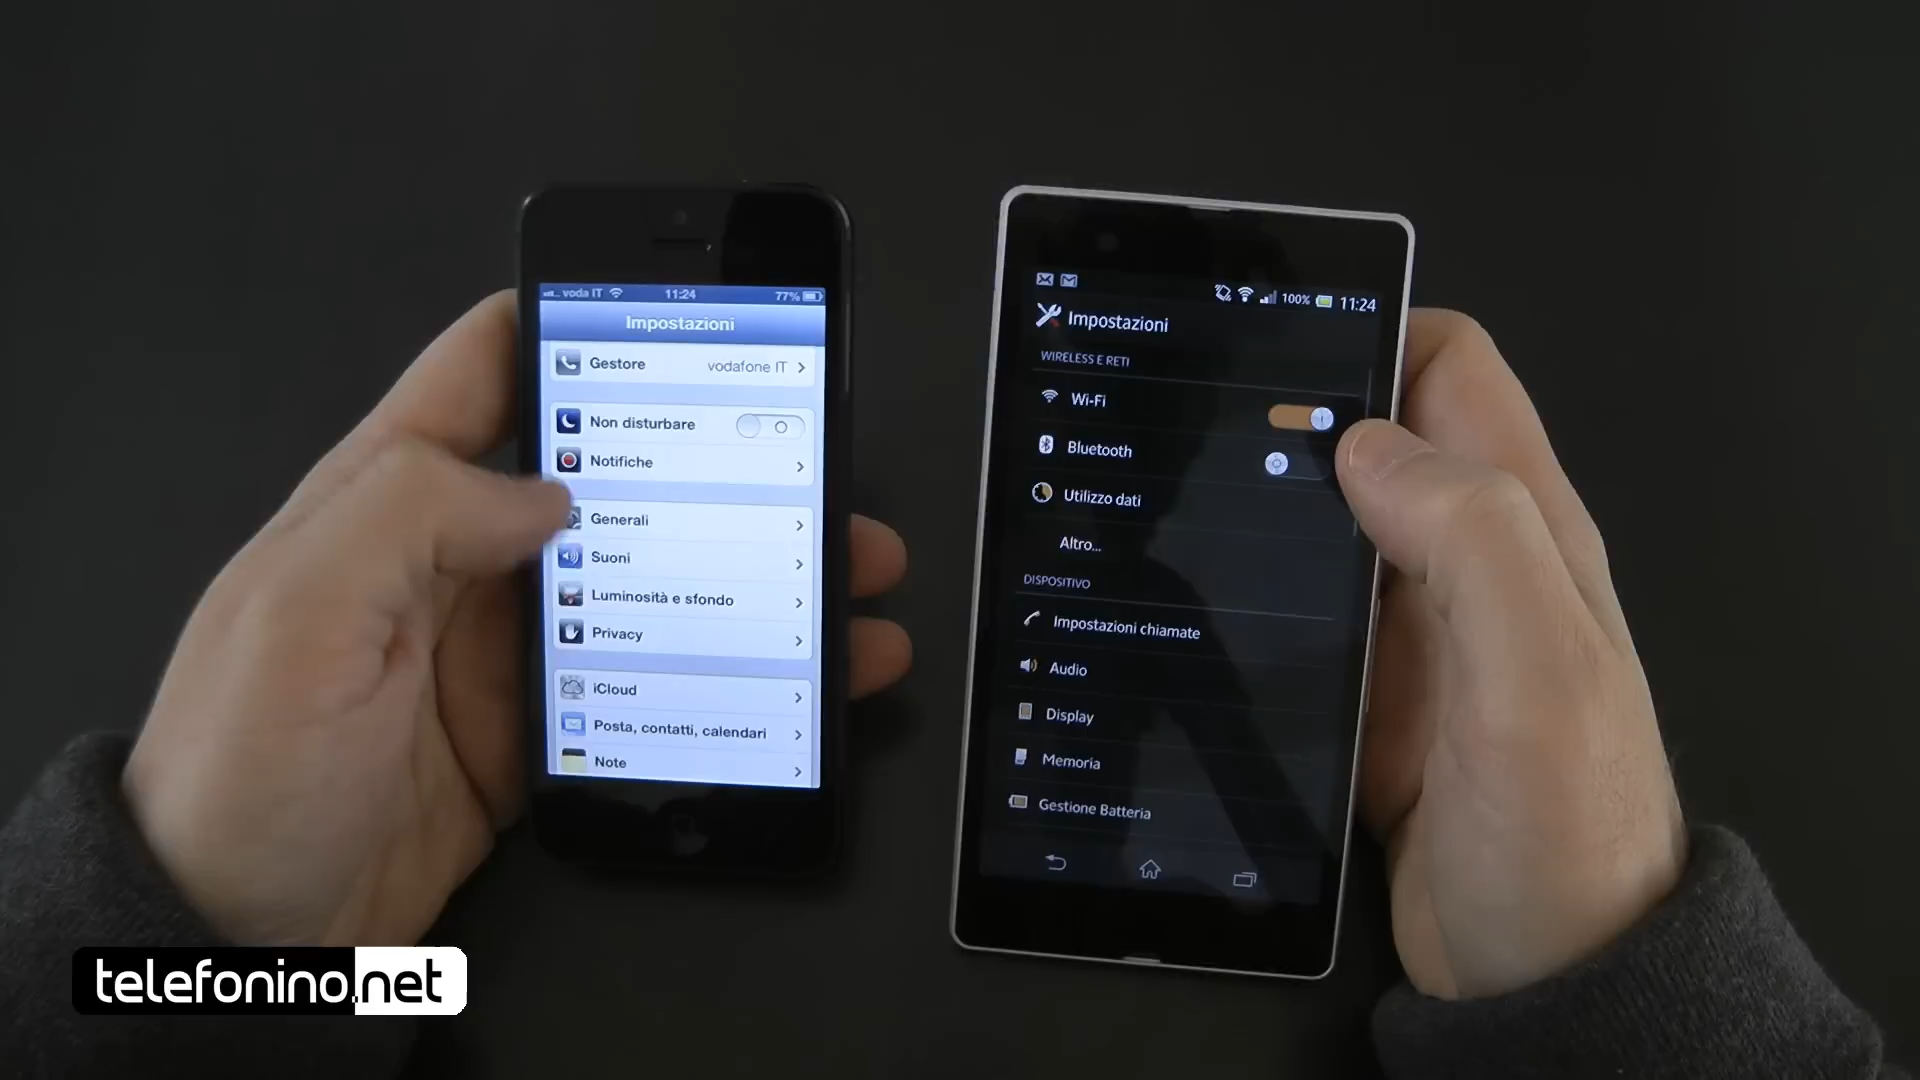 voda IT 11:24 77%
Impostazioni
Gestore vodafone IT
Non disturbare
Notifiche
Generali
Suoni
Luminosità e sfondo
Privacy
iCloud
Posta, contatti, calendari
Note
100% 11:24
Impostazioni
WIRELESS E RETI
Wi-Fi
Bluetooth
Utilizzo dati
Altro...
DISPOSITIVO
Impostazioni chiamate
Audio
Display
Memoria
Gestione Batteria
telefonino.net